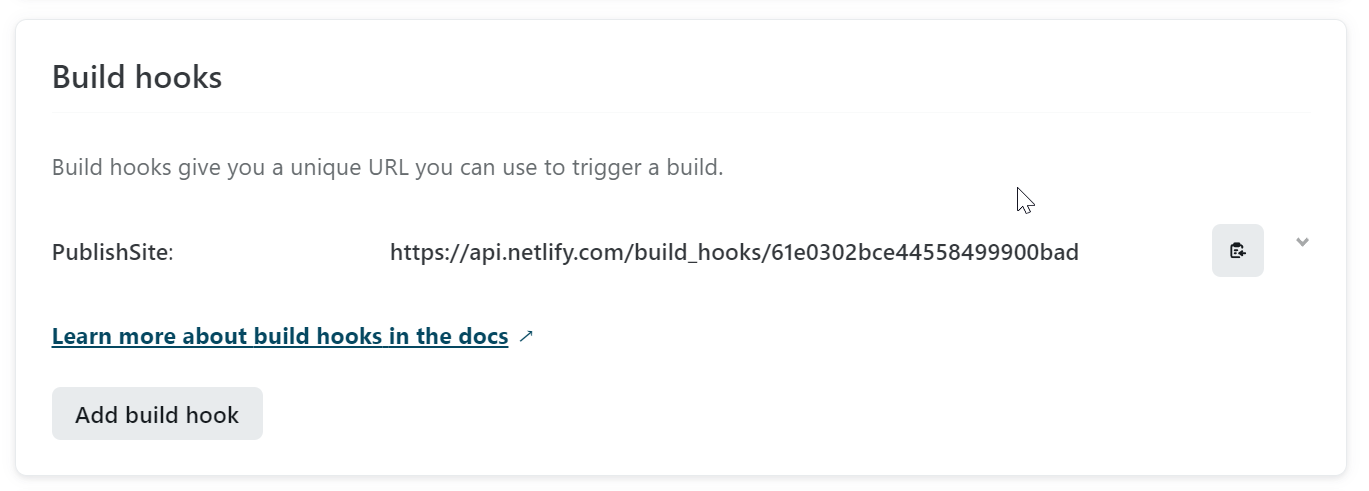 Build hooks
Build hooks give you a unique URL you can use to trigger a build.
PublishSite: https://api.netlify.com/build_hooks/61e0302bce44558499900bad
Learn more about build hooks in the docs ↗
Add build hook